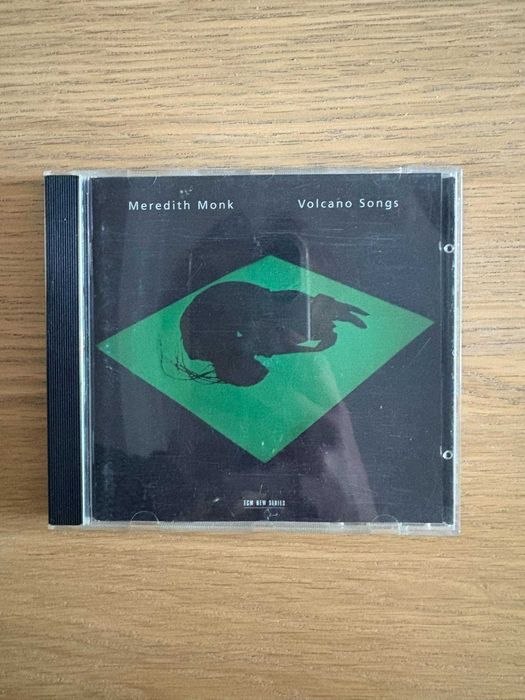 Meredith Monk Volcano Songs
ECM NEW SERIES